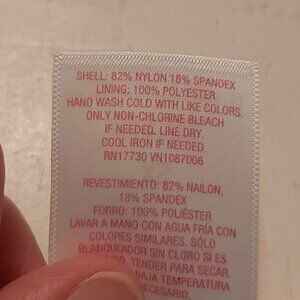 SHELL: 82% NYLON 18% SPANDEX
LINING: 100% POLYESTER
HAND WASH COLD WITH LIKE COLORS.
ONLY NON-CHLORINE BLEACH
IF NEEDED. LINE DRY.
COOL IRON IF NEEDED.
RN17730 VN1087006
REVESTIMIENTO: 82% NAILON,
18% SPANDEX
FORRO: 100% POLIÉSTER
LAVAR A MANO CON AGUA FRÍA CON
COLORES SIMILARES. SÓLO
BLANQUEADOR SIN CLORO SI ES
TENDER PARA SECAR.
BAJA TEMPERATURA